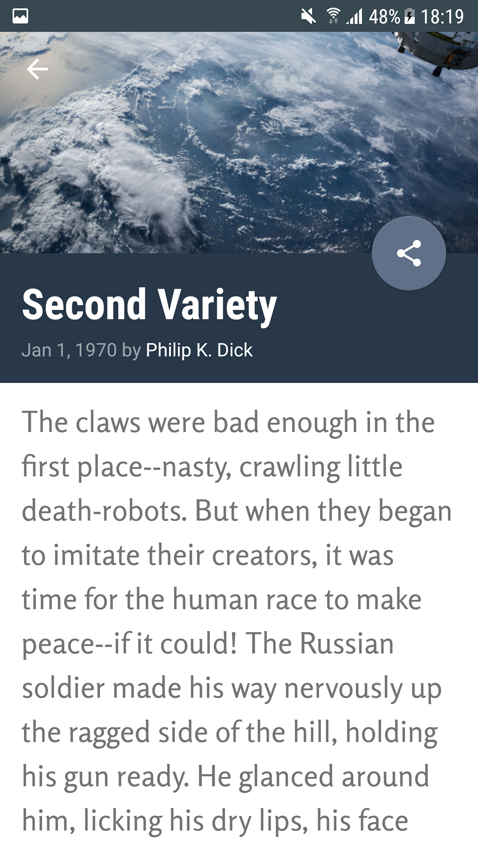 48% 18:19
Second Variety
Jan 1, 1970 by Philip K. Dick
The claws were bad enough in the
first place--nasty, crawling little
death-robots. But when they began
to imitate their creators, it was
time for the human race to make
peace--if it could! The Russian
soldier made his way nervously up
the ragged side of the hill, holding
his gun ready. He glanced around
him, licking his dry lips, his face